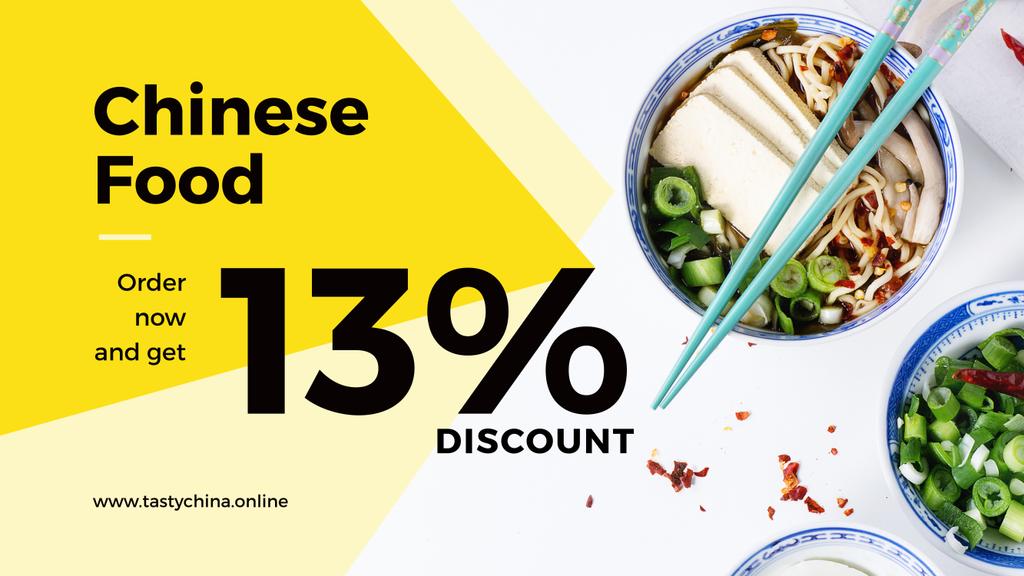 Chinese
Food
Order
now
and get
13%
DISCOUNT
www.tastychina.online